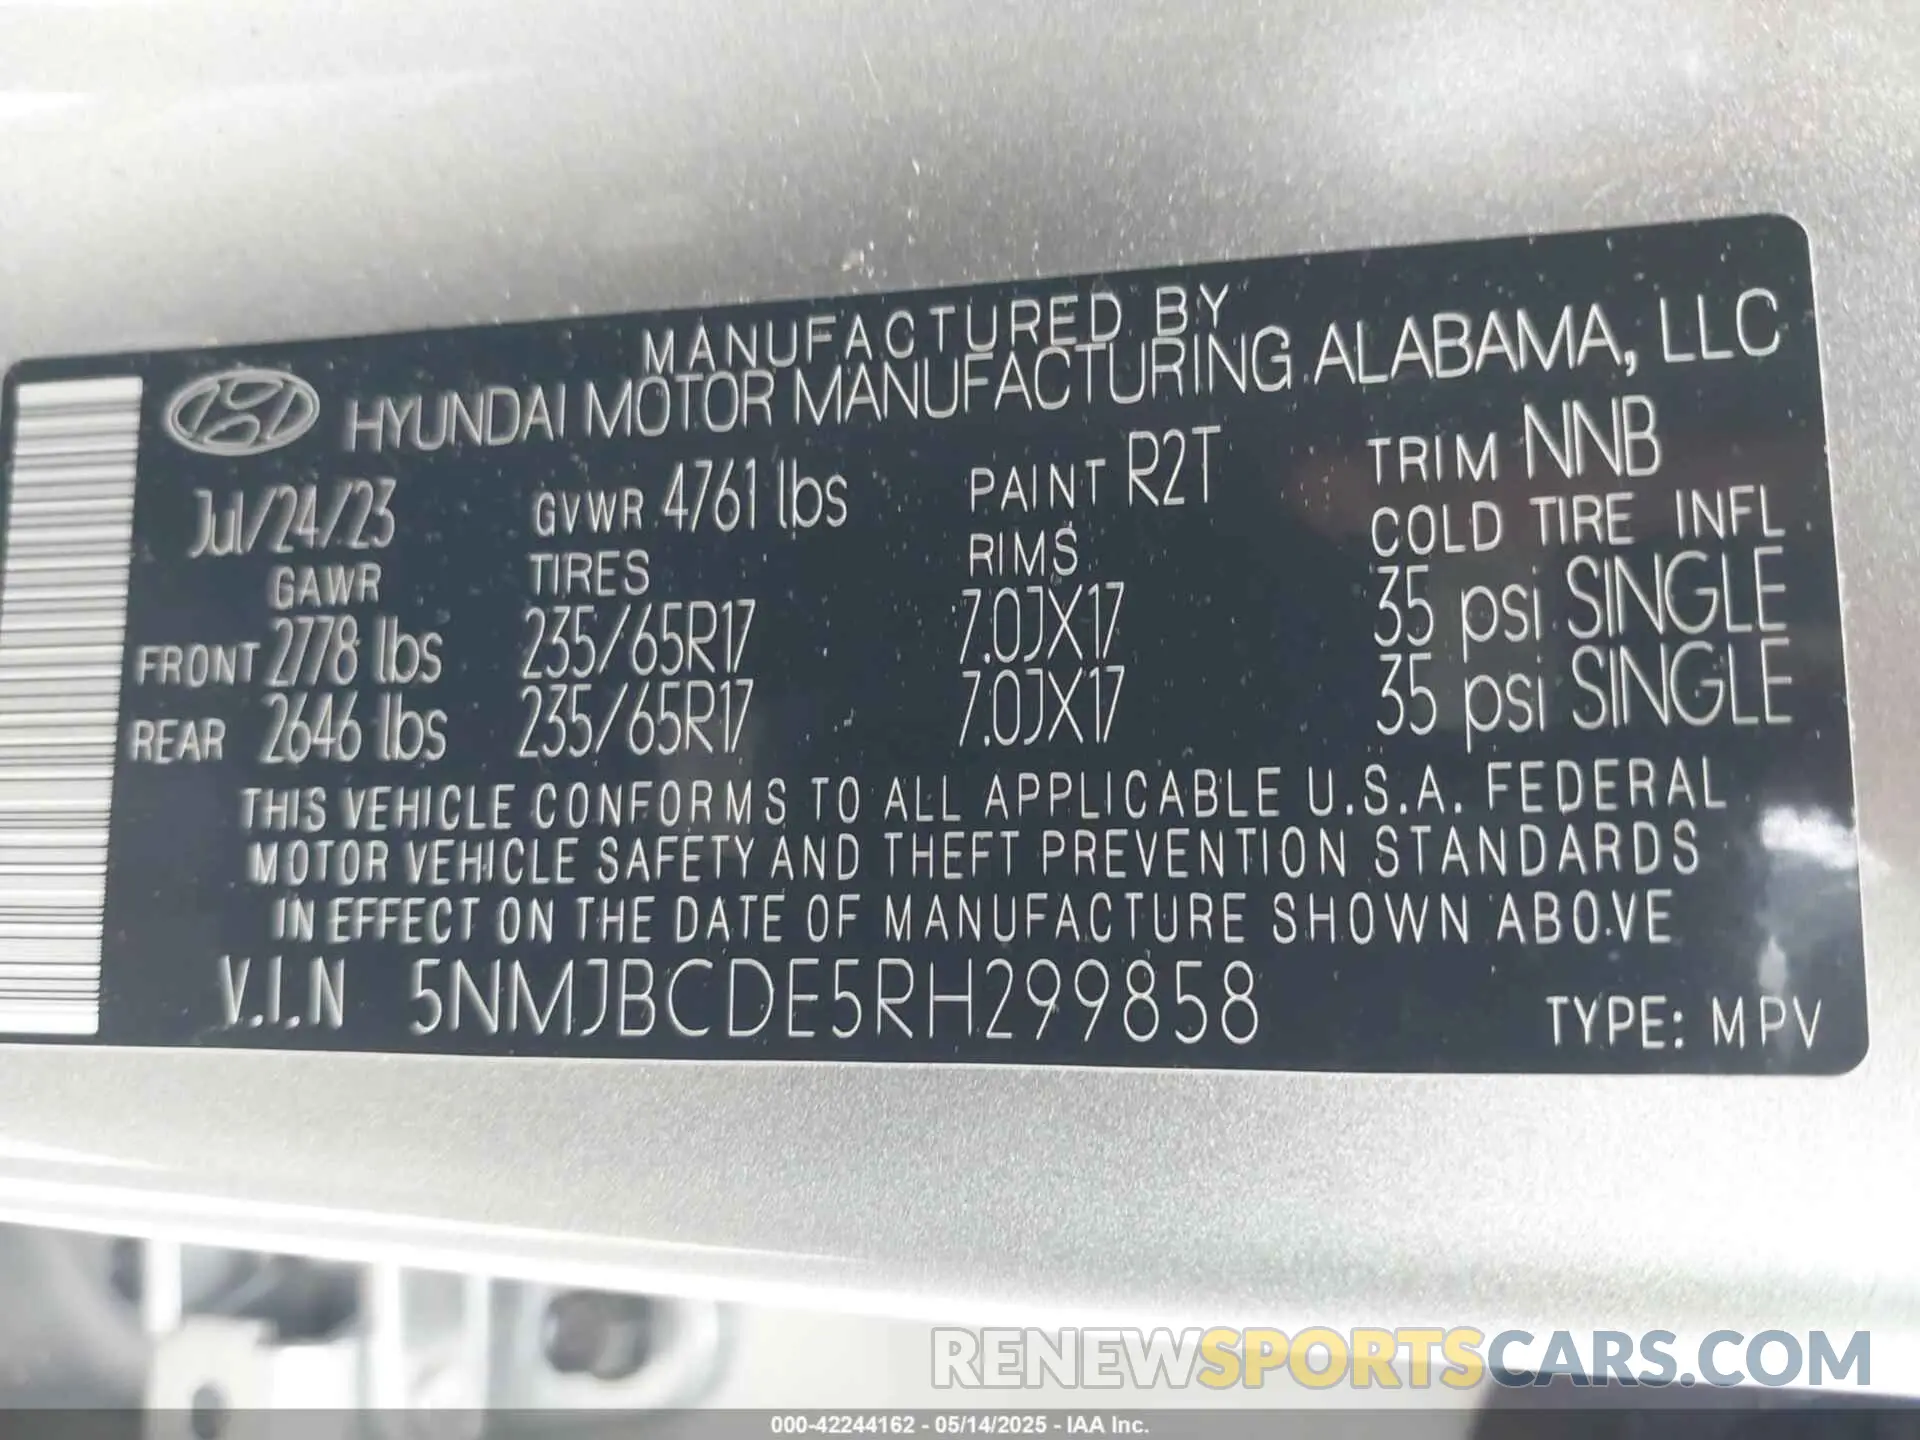 MANUFACTURED BY
HYUNDAI MOTOR MANUFACTURING ALABAMA, LLC
Jul/24/23 GVWR 4761 lbs PAINT R2T TRIM NNB
GAWR TIRES RIMS COLD TIRE INFL
FRONT 2778 lbs 235/65R17 7.0JX17 35 psi SINGLE
REAR 2646 lbs 235/65R17 7.0JX17 35 psi SINGLE
THIS VEHICLE CONFORMS TO ALL APPLICABLE U.S.A. FEDERAL
MOTOR VEHICLE SAFETY AND THEFT PREVENTION STANDARDS
IN EFFECT ON THE DATE OF MANUFACTURE SHOWN ABOVE
V.I.N 5NMJBCDE5RH299858 TYPE: MPV
RENEWSPORTSCARS.COM
000-42244162 - 05/14/2025 - IAA Inc.